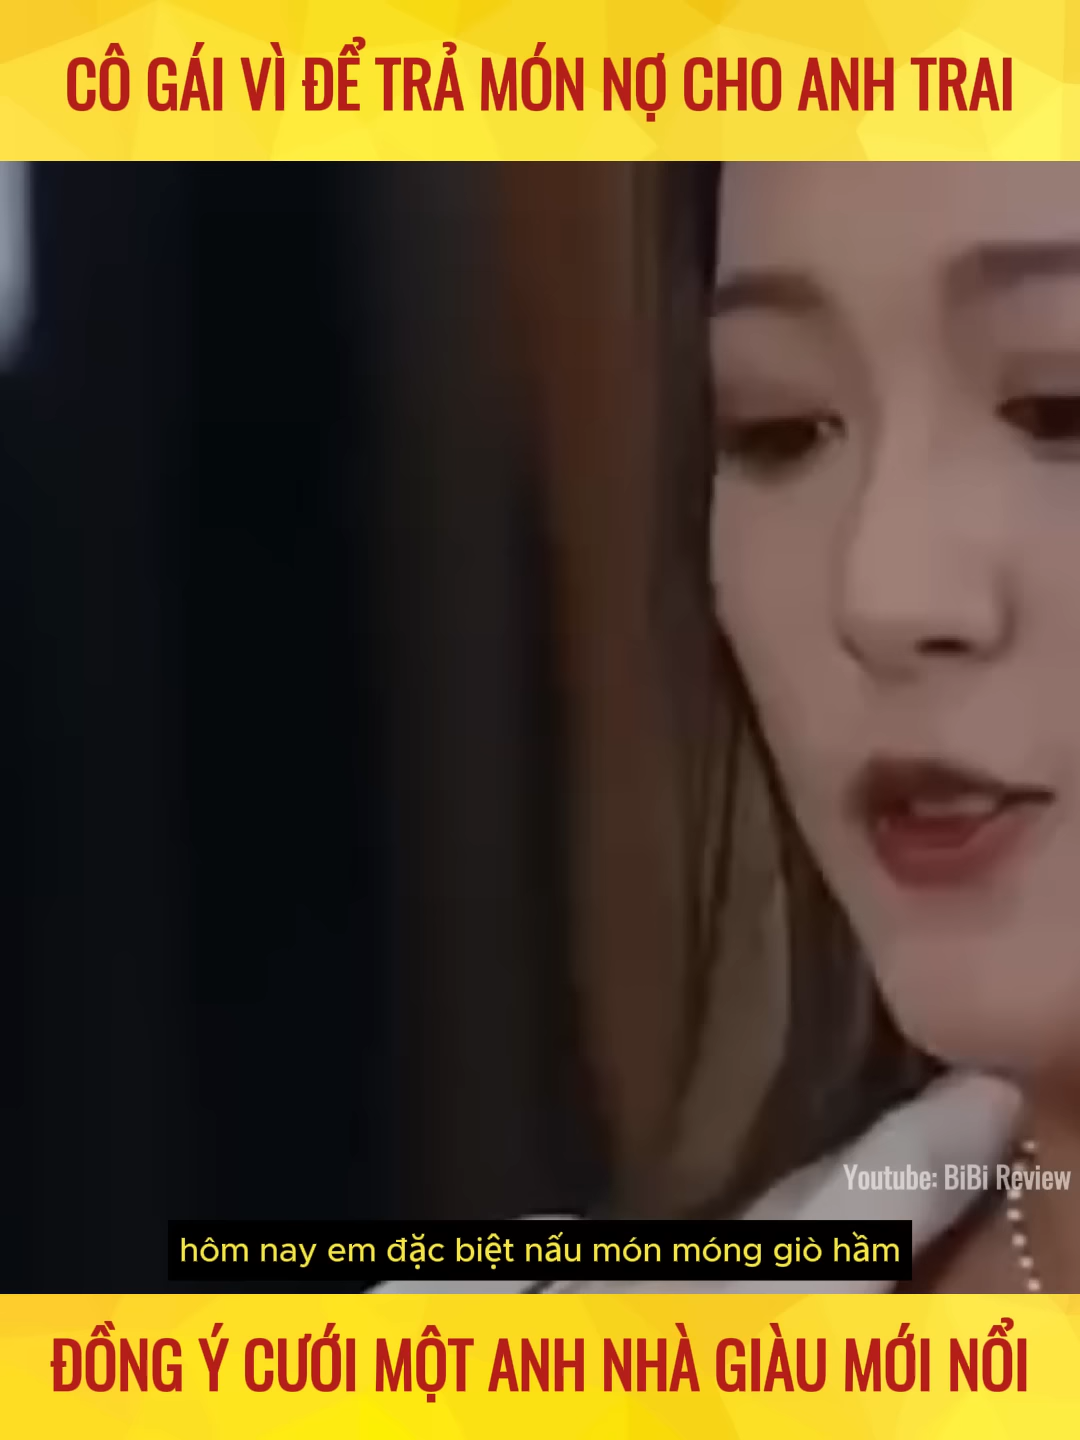 CÔ GÁI VÌ ĐỂ TRẢ MÓN NỢ CHO ANH TRAI
Youtube: BiBi Review
hôm nay em đặc biệt nấu món móng giò hầm
ĐỒNG Ý CƯỚI MỘT ANH NHÀ GIÀU MỚI NỔI